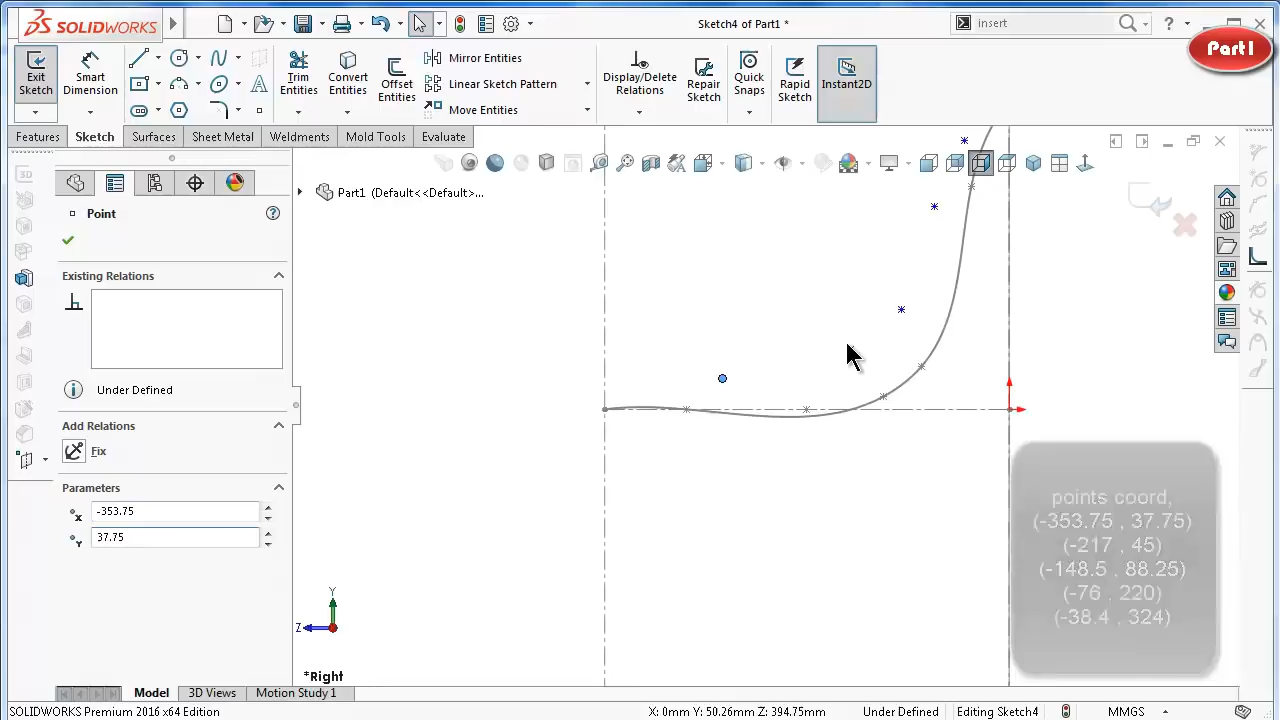 SOLIDWORKS
Sketch4 of Part1 *
insert
?
Part1
Exit Sketch
Smart Dimension
Trim Entities
Convert Entities
Offset Entities
Mirror Entities
Linear Sketch Pattern
Move Entities
Display/Delete Relations
Repair Sketch
Quick Snaps
Rapid Sketch
Instant2D
Features
Sketch
Surfaces
Sheet Metal
Weldments
Mold Tools
Evaluate
Part1 (Default<<Default>...
Point
?
Existing Relations
Under Defined
Add Relations
Fix
Parameters
X
-353.75
Y
37.75
points coord,
(-353.75 , 37.75)
(-217 , 45)
(-148.5 , 88.25)
(-76 , 220)
(-38.4 , 324)
Y
Z
*Right
Model
3D Views
Motion Study 1
SOLIDWORKS Premium 2016 x64 Edition
X: 0mm Y: 50.26mm Z: 394.75mm
Under Defined
Editing Sketch4
MMGS